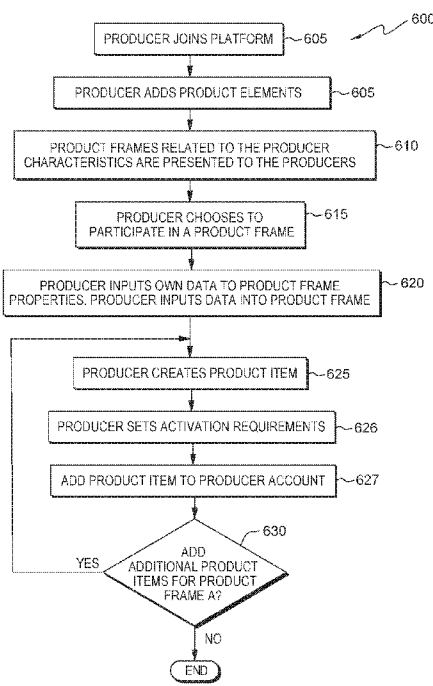 600
PRODUCER JOINS PLATFORM
605
PRODUCER ADDS PRODUCT ELEMENTS
605
PRODUCT FRAMES RELATED TO THE PRODUCER
CHARACTERISTICS ARE PRESENTED TO THE PRODUCERS
610
PRODUCER CHOOSES TO
PARTICIPATE IN A PRODUCT FRAME
615
PRODUCER INPUTS OWN DATA TO PRODUCT FRAME
PROPERTIES. PRODUCER INPUTS DATA INTO PRODUCT FRAME
620
PRODUCER CREATES PRODUCT ITEM
625
PRODUCER SETS ACTIVATION REQUIREMENTS
626
ADD PRODUCT ITEM TO PRODUCER ACCOUNT
627
630
ADD
ADDITIONAL PRODUCT
ITEMS FOR PRODUCT
FRAME A?
YES
NO
END